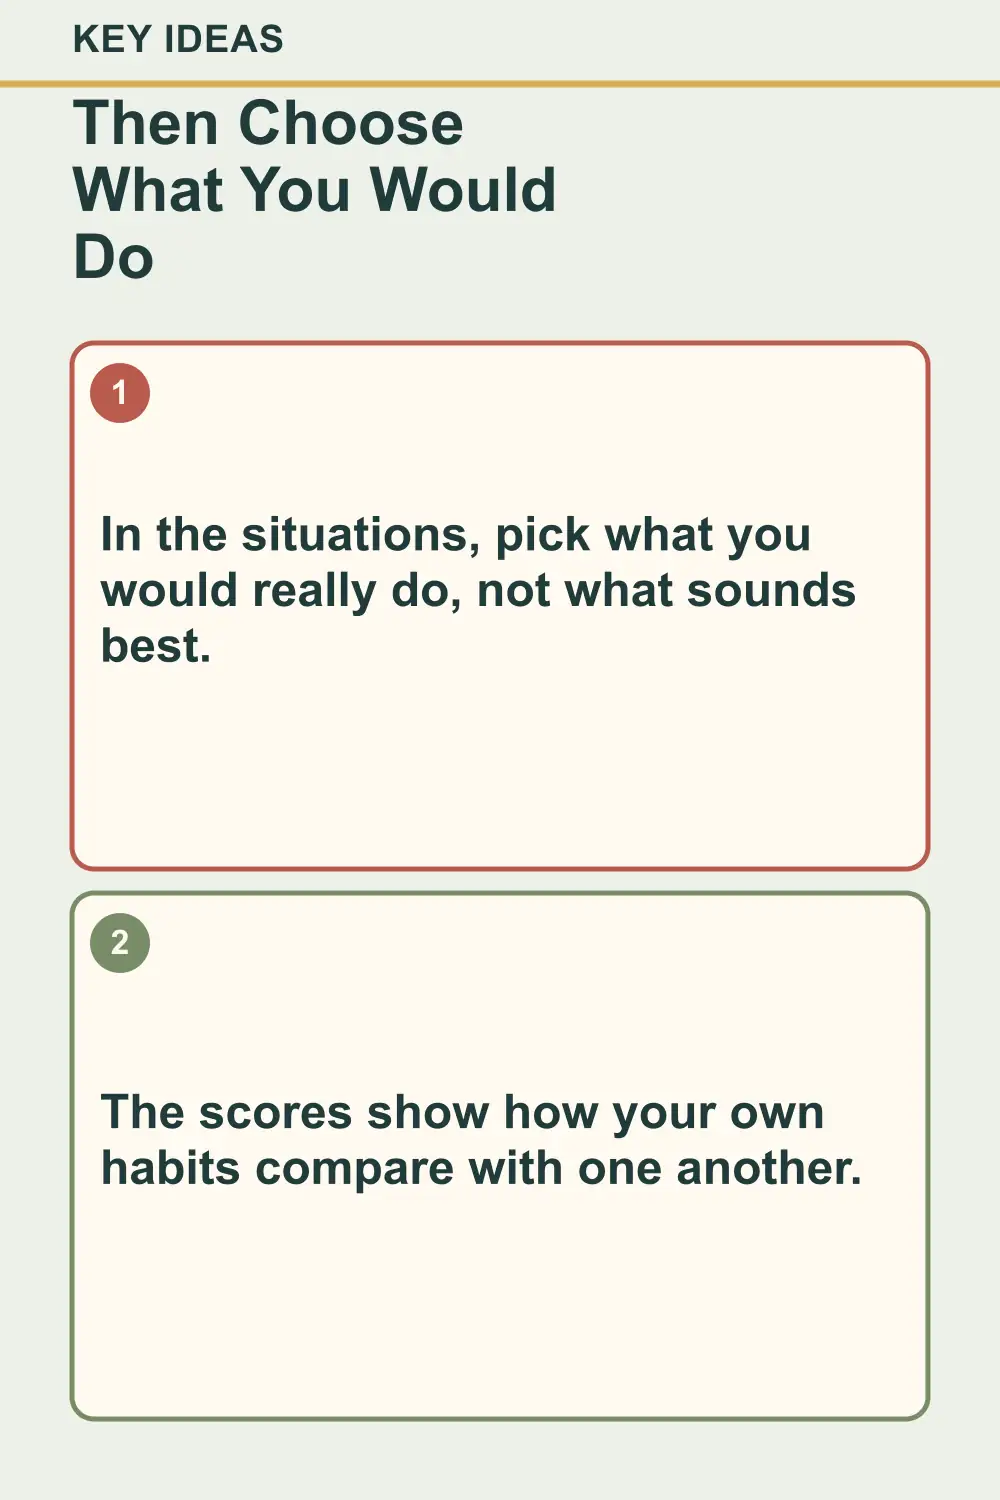 KEY IDEAS
Then Choose
What You Would
Do
1
In the situations, pick what you
would really do, not what sounds
best.
2
The scores show how your own
habits compare with one another.